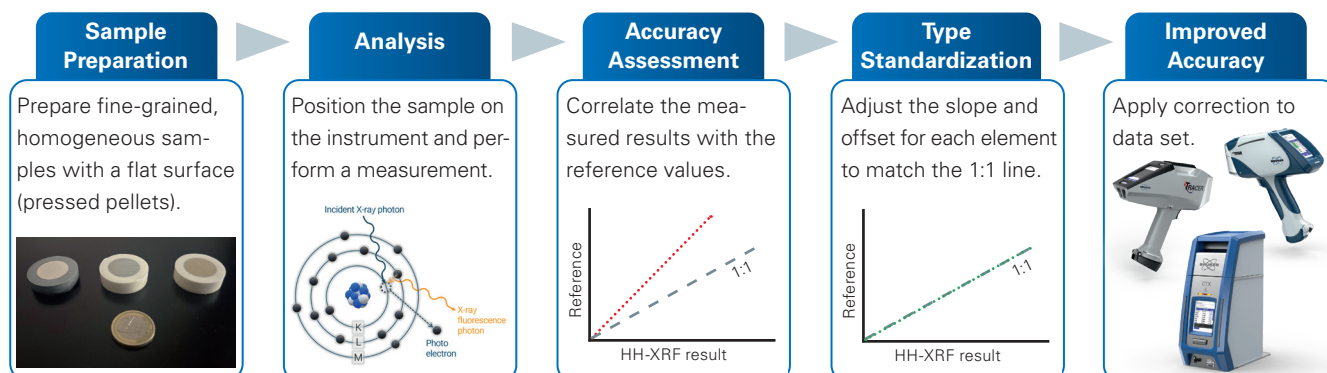 Sample
Preparation
Prepare fine-grained,
homogeneous sam-
ples with a flat surface
(pressed pellets).
Analysis
Position the sample on
the instrument and per-
form a measurement.
Incident X-ray photon
K
L
M
X-ray
fluorescence
photon
Photo
electron
Accuracy
Assessment
Correlate the mea-
sured results with the
reference values.
Reference
1:1
HH-XRF result
Type
Standardization
Adjust the slope and
offset for each element
to match the 1:1 line.
Reference
1:1
HH-XRF result
Improved
Accuracy
Apply correction to
data set.
TRACER
BRUKER
CTX